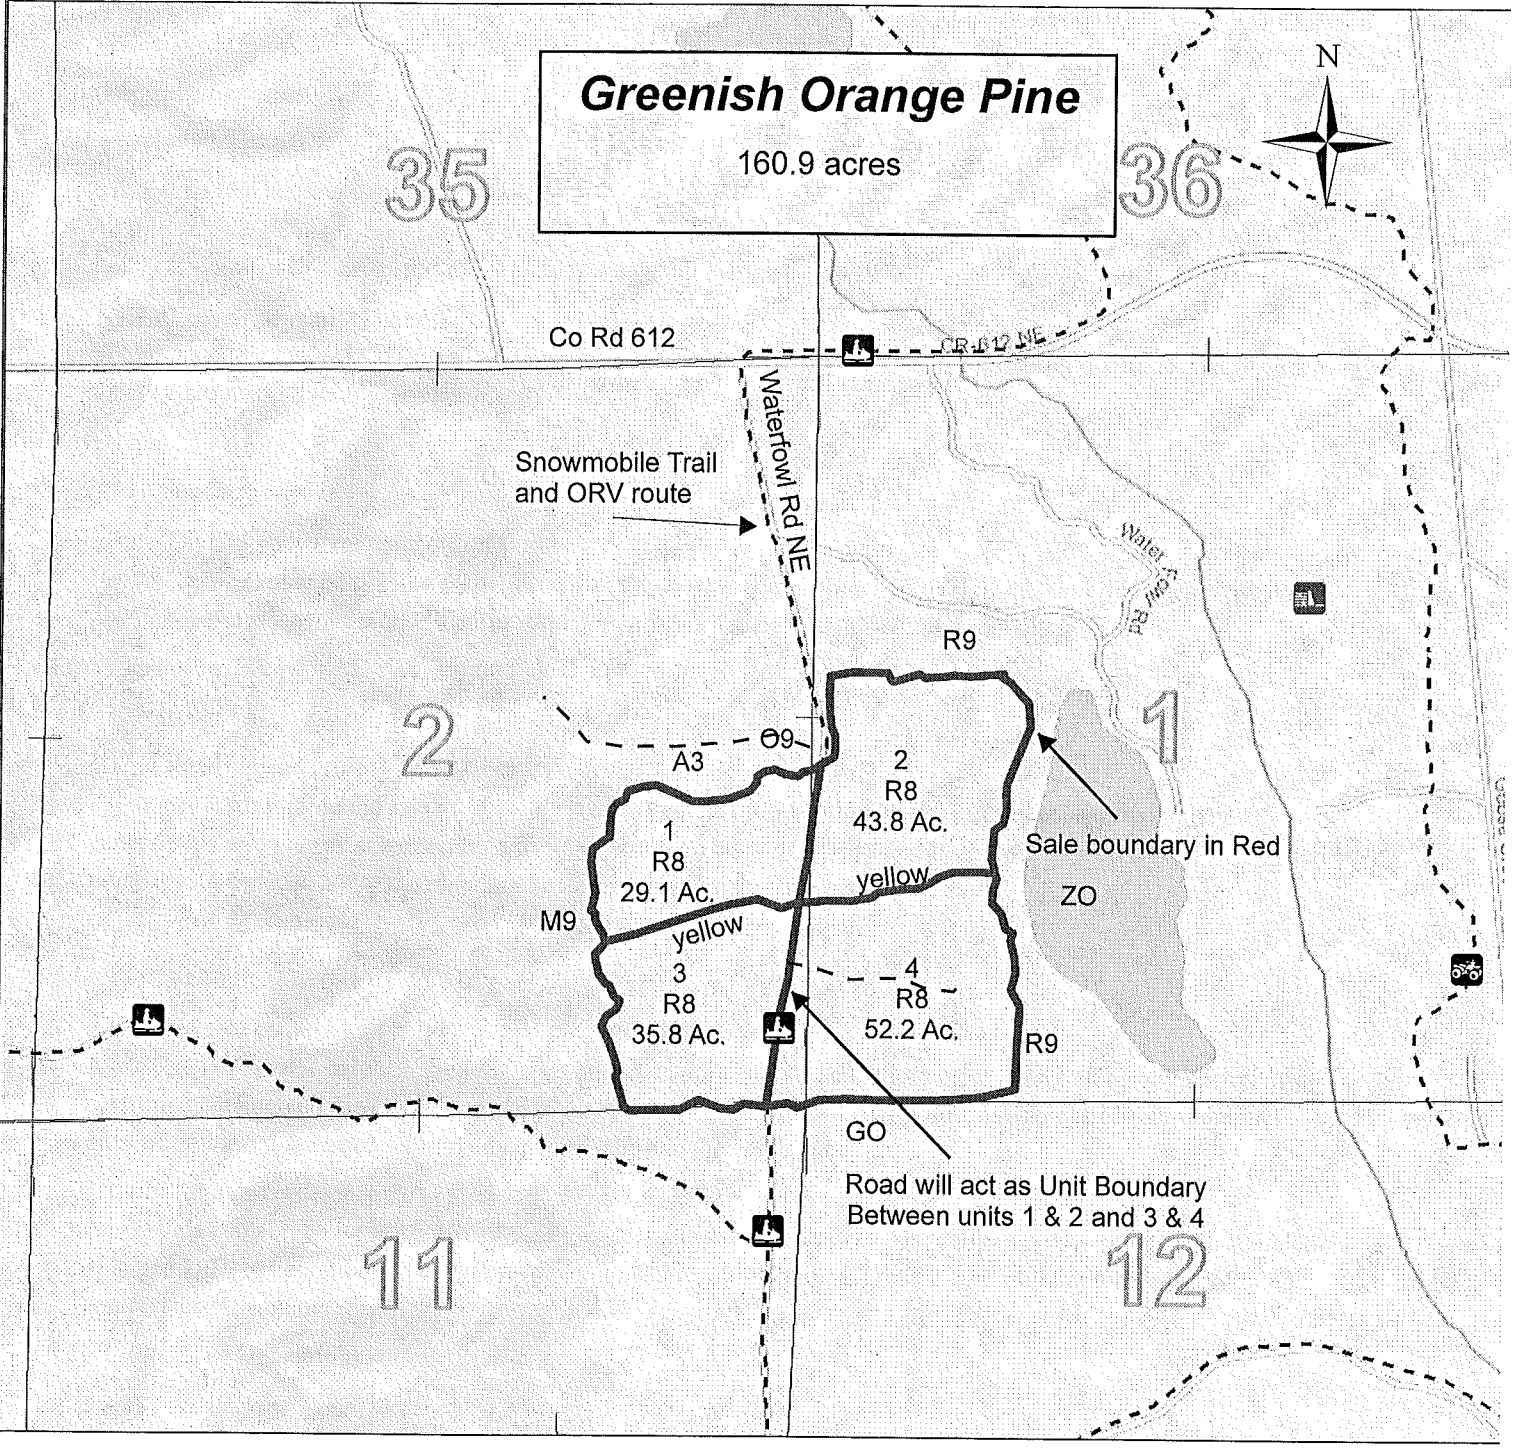 Greenish Orange Pine
160.9 acres
N
35
36
Co Rd 612
CR-612 NE
Waterfowl Rd NE
Snowmobile Trail
and ORV route
Water Fowl Rd
R9
2
1
O9
A3
2
R8
43.8 Ac.
1
R8
29.1 Ac.
Sale boundary in Red
yellow
ZO
M9
yellow
3
R8
35.8 Ac.
4
R8
52.2 Ac.
R9
GO
Road will act as Unit Boundary
Between units 1 & 2 and 3 & 4
11
12